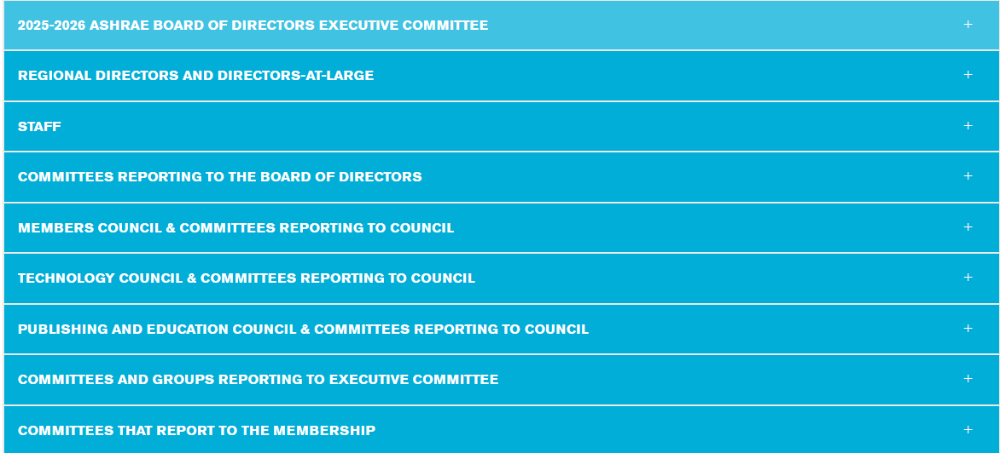 2025-2026 ASHRAE BOARD OF DIRECTORS EXECUTIVE COMMITTEE +
REGIONAL DIRECTORS AND DIRECTORS-AT-LARGE +
STAFF +
COMMITTEES REPORTING TO THE BOARD OF DIRECTORS +
MEMBERS COUNCIL & COMMITTEES REPORTING TO COUNCIL +
TECHNOLOGY COUNCIL & COMMITTEES REPORTING TO COUNCIL +
PUBLISHING AND EDUCATION COUNCIL & COMMITTEES REPORTING TO COUNCIL +
COMMITTEES AND GROUPS REPORTING TO EXECUTIVE COMMITTEE +
COMMITTEES THAT REPORT TO THE MEMBERSHIP +